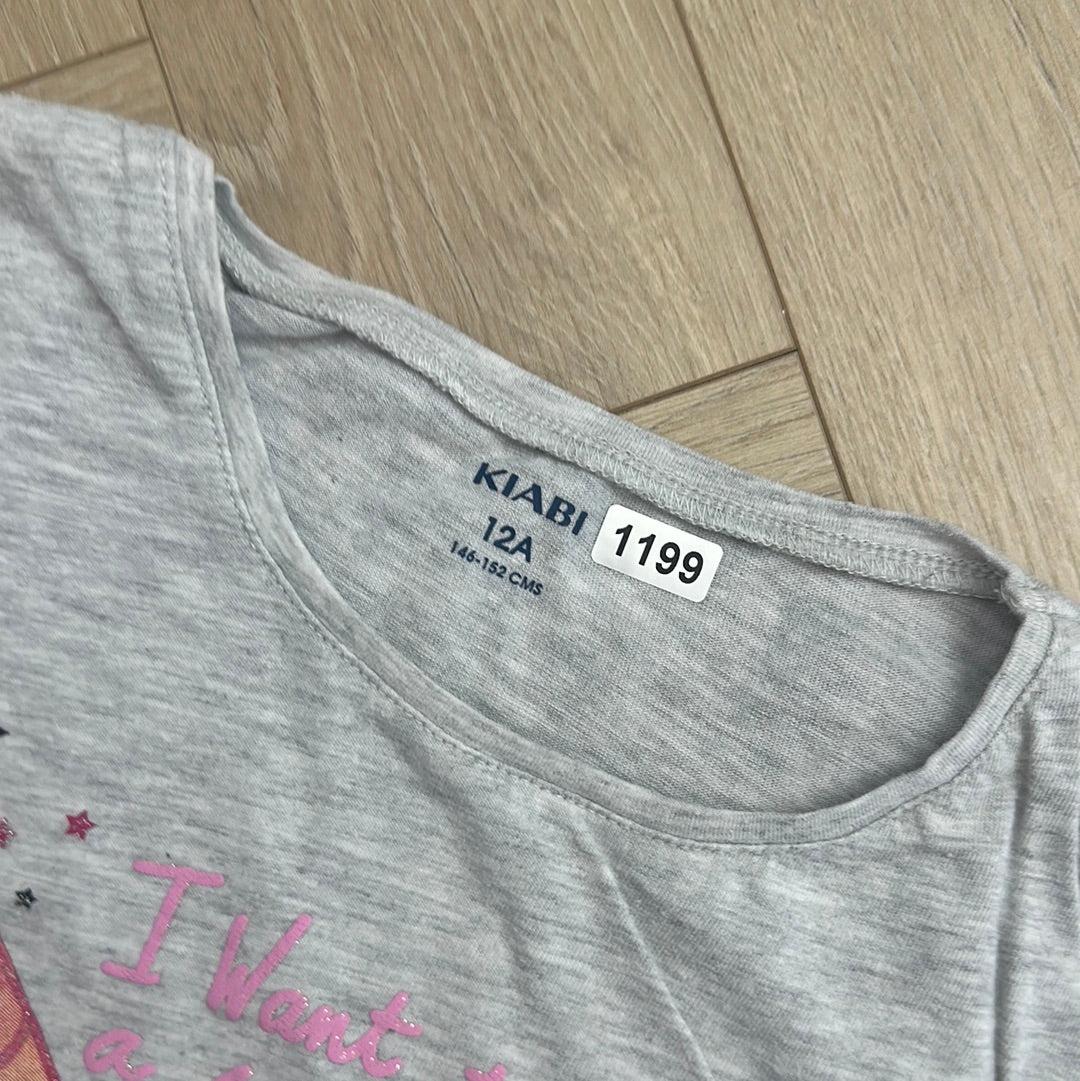 KIABI
12A
146-152 CMS
1199
I Want
a